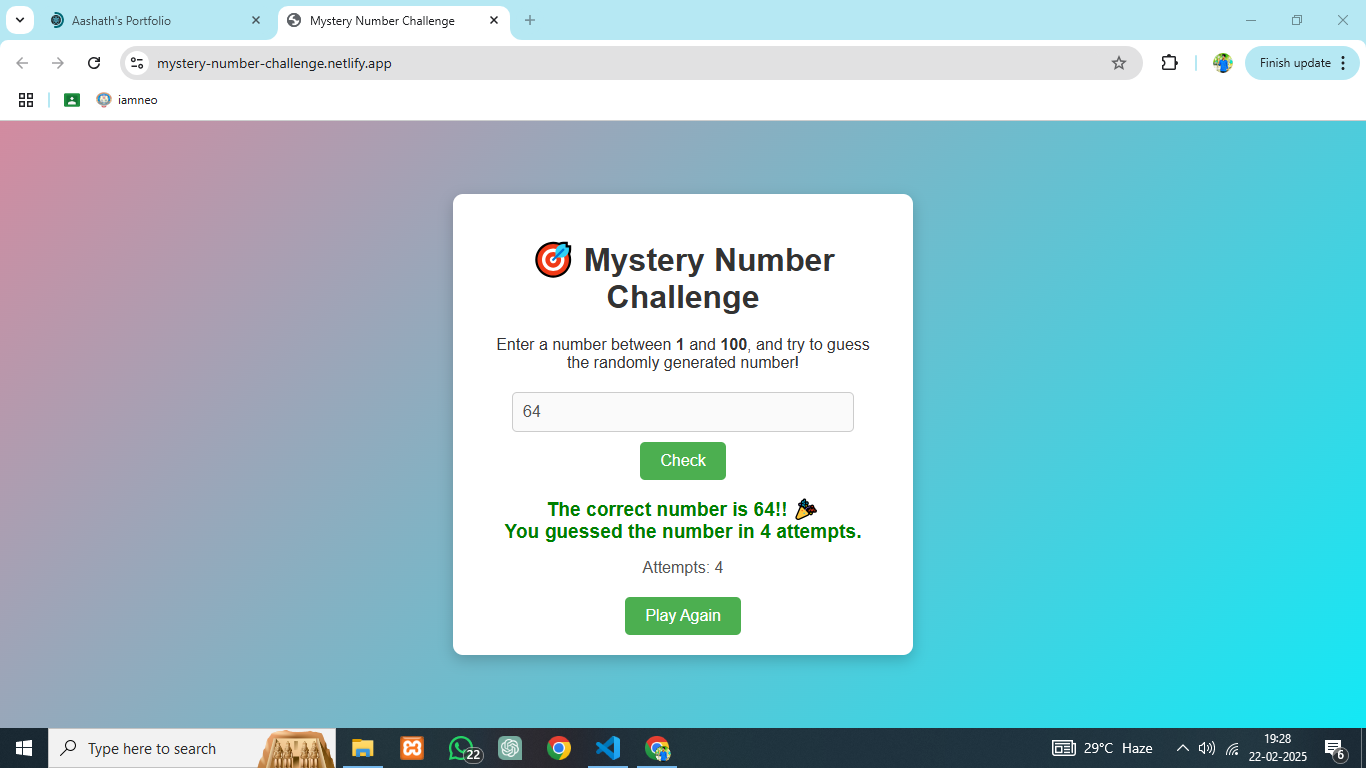 Aashath's Portfolio
Mystery Number Challenge
mystery-number-challenge.netlify.app
Finish update
iamneo
🎯 Mystery Number
Challenge
Enter a number between 1 and 100, and try to guess
the randomly generated number!
64
Check
The correct number is 64!! 🎉
You guessed the number in 4 attempts.
Attempts: 4
Play Again
Type here to search
22
29°C Haze
19:28
22-02-2025
6